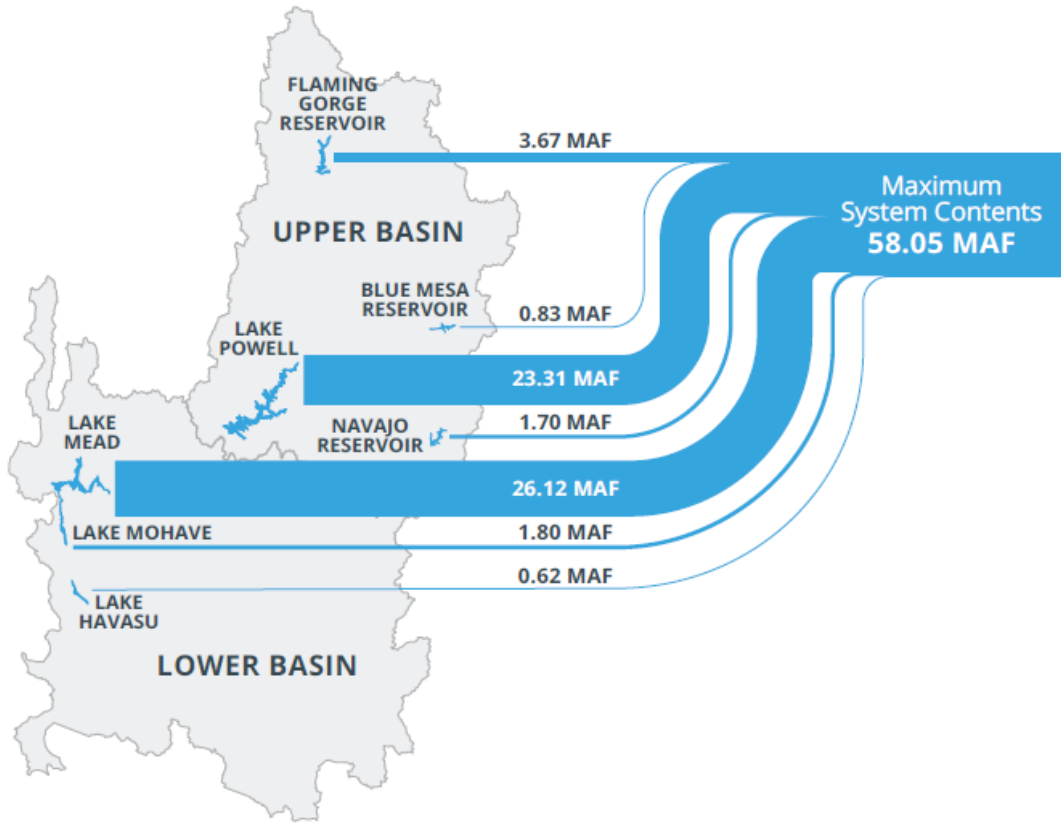 FLAMING
GORGE
RESERVOIR
3.67 MAF
Maximum
System Contents
58.05 MAF
UPPER BASIN
BLUE MESA
RESERVOIR
0.83 MAF
LAKE
POWELL
23.31 MAF
NAVAJO
RESERVOIR
1.70 MAF
LAKE
MEAD
26.12 MAF
LAKE MOHAVE
1.80 MAF
0.62 MAF
LAKE
HAVASU
LOWER BASIN